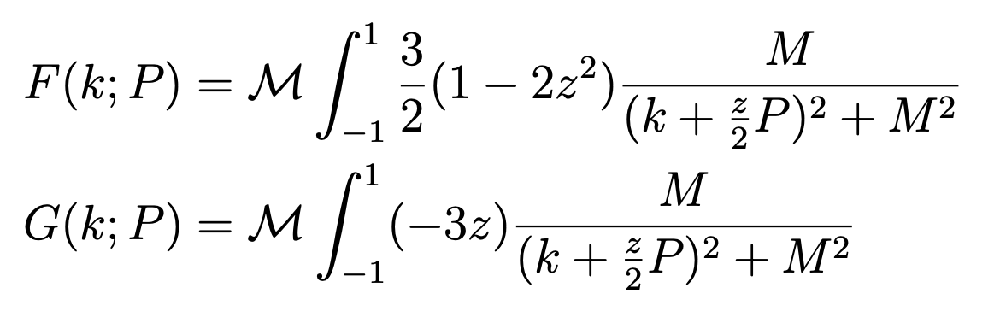 F(k; P) = \mathcal{M} \int_{-1}^{1} \frac{3}{2}(1 - 2z^2) \frac{M}{(k + \frac{z}{2}P)^2 + M^2}
G(k; P) = \mathcal{M} \int_{-1}^{1} (-3z) \frac{M}{(k + \frac{z}{2}P)^2 + M^2}